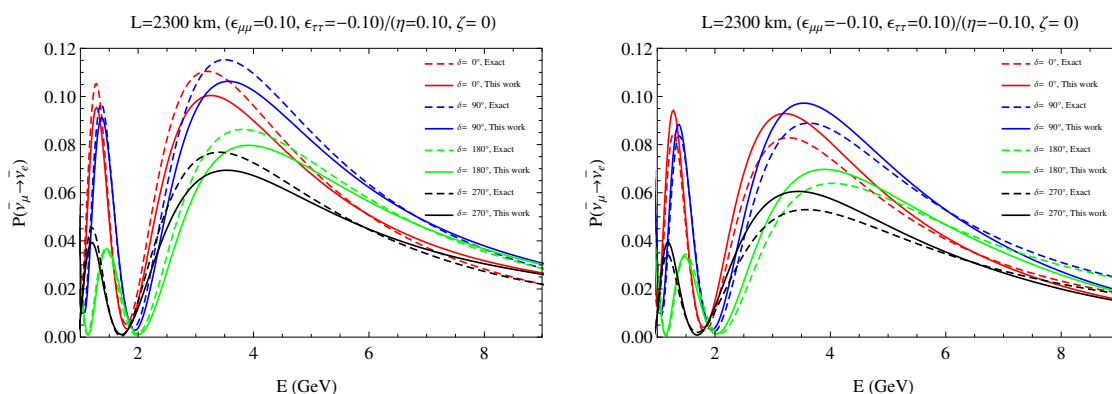 L=2300 km, (ϵμμ=0.10, ϵττ=−0.10)/(η=0.10, ζ= 0)
P(ν̄μ→ν̄e)
0.12
0.10
0.08
0.06
0.04
0.02
0.00
δ= 0°, Exact
δ= 0°, This work
δ= 90°, Exact
δ= 90°, This work
δ= 180°, Exact
δ= 180°, This work
δ= 270°, Exact
δ= 270°, This work
2 4 6 8
E (GeV)
L=2300 km, (ϵμμ=−0.10, ϵττ=0.10)/(η=−0.10, ζ= 0)
P(ν̄μ→ν̄e)
0.12
0.10
0.08
0.06
0.04
0.02
0.00
δ= 0°, Exact
δ= 0°, This work
δ= 90°, Exact
δ= 90°, This work
δ= 180°, Exact
δ= 180°, This work
δ= 270°, Exact
δ= 270°, This work
2 4 6 8
E (GeV)